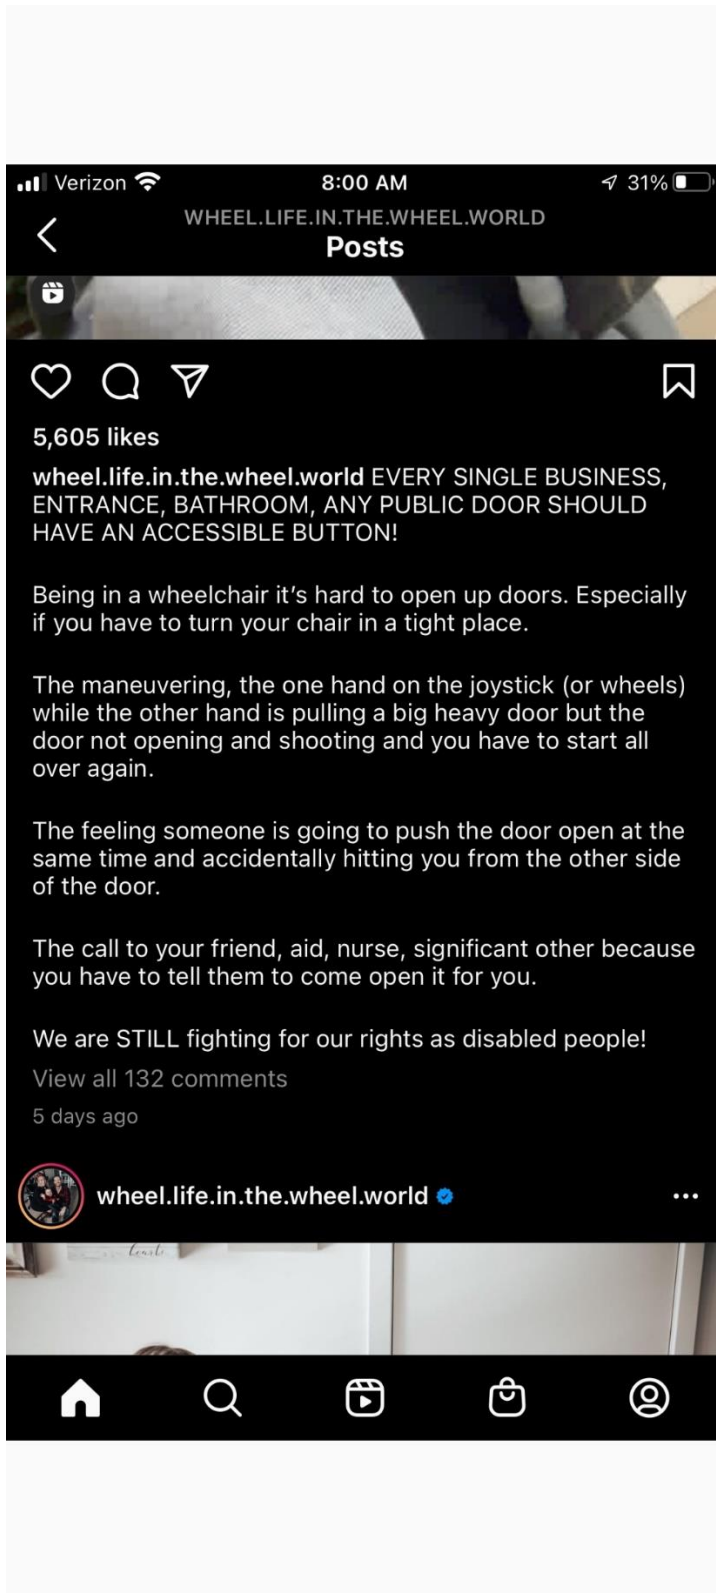 Verizon 8:00 AM 31%
WHEEL.LIFE.IN.THE.WHEEL.WORLD
Posts
5,605 likes
wheel.life.in.the.wheel.world EVERY SINGLE BUSINESS,
ENTRANCE, BATHROOM, ANY PUBLIC DOOR SHOULD
HAVE AN ACCESSIBLE BUTTON!
Being in a wheelchair it's hard to open up doors. Especially
if you have to turn your chair in a tight place.
The maneuvering, the one hand on the joystick (or wheels)
while the other hand is pulling a big heavy door but the
door not opening and shooting and you have to start all
over again.
The feeling someone is going to push the door open at the
same time and accidentally hitting you from the other side
of the door.
The call to your friend, aid, nurse, significant other because
you have to tell them to come open it for you.
We are STILL fighting for our rights as disabled people!
View all 132 comments
5 days ago
wheel.life.in.the.wheel.world